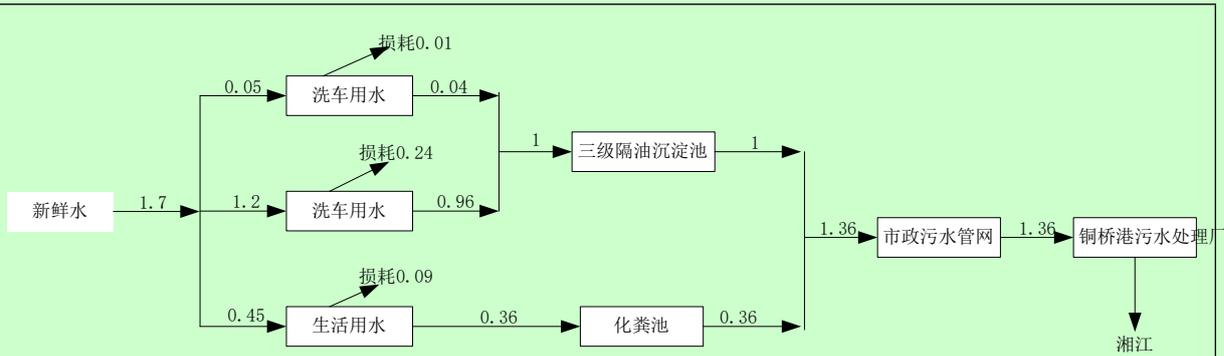 损耗0.01
0.05
洗车用水
0.04
1
三级隔油沉淀池
1
损耗0.24
新鲜水
1.7
1.2
洗车用水
0.96
1.36
市政污水管网
1.36
铜桥港污水处理厂
损耗0.09
0.45
生活用水
0.36
化粪池
0.36
湘江